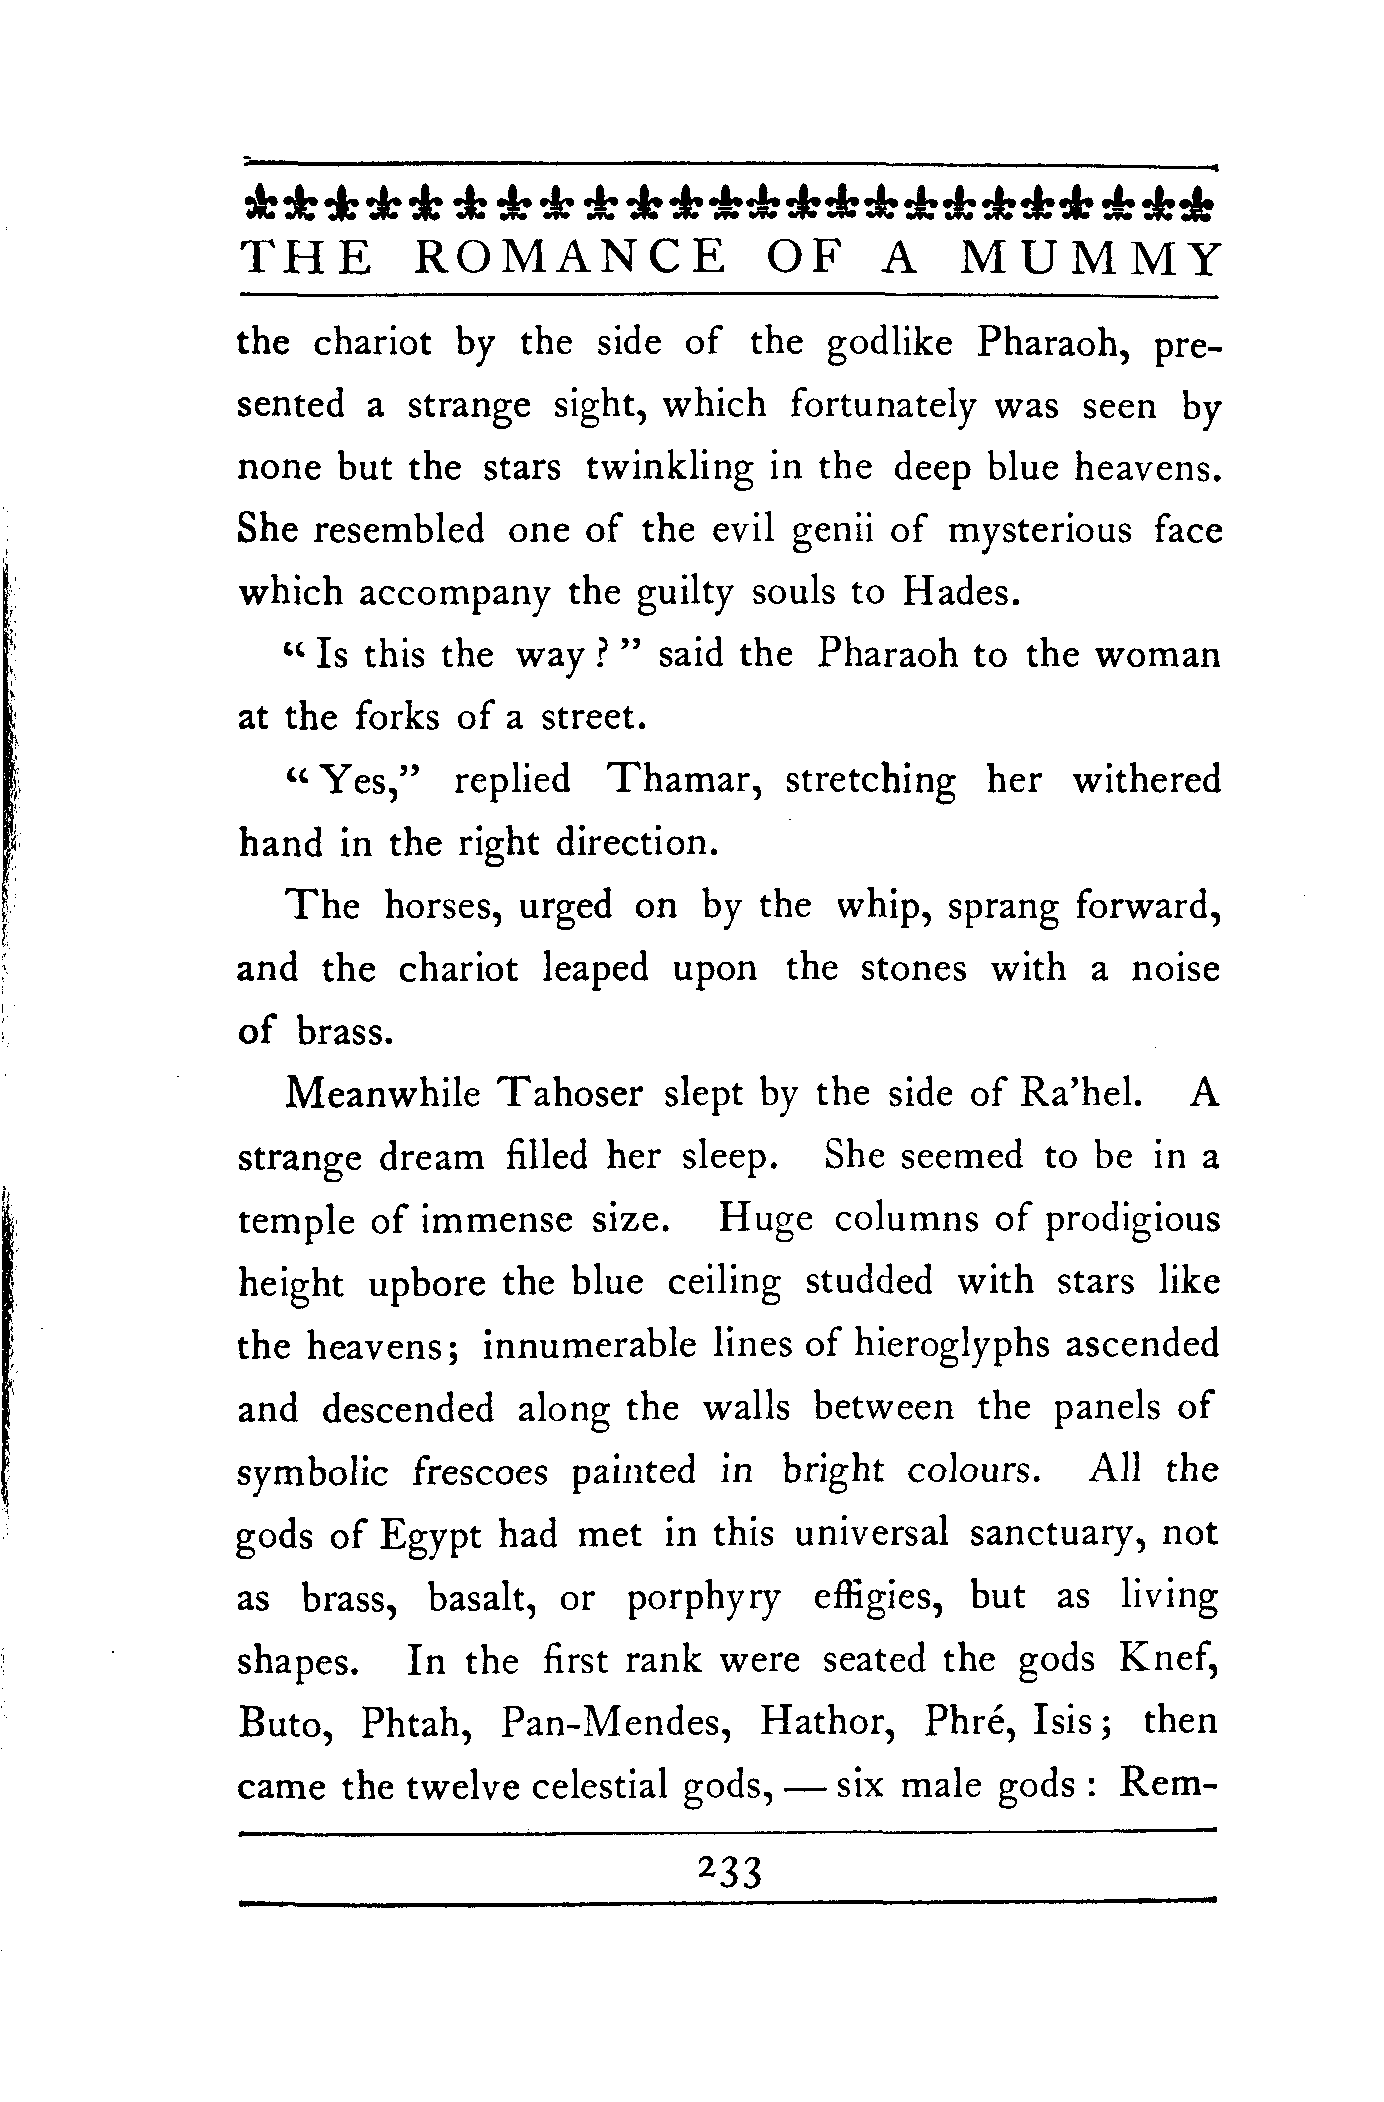 THE ROMANCE OF A MUMMY
the chariot by the side of the godlike Pharaoh, pre-
sented a strange sight, which fortunately was seen by
none but the stars twinkling in the deep blue heavens.
She resembled one of the evil genii of mysterious face
which accompany the guilty souls to Hades.
“Is this the way?” said the Pharaoh to the woman
at the forks of a street.
“Yes,” replied Thamar, stretching her withered
hand in the right direction.
The horses, urged on by the whip, sprang forward,
and the chariot leaped upon the stones with a noise
of brass.
Meanwhile Tahoser slept by the side of Ra’hel. A
strange dream filled her sleep. She seemed to be in a
temple of immense size. Huge columns of prodigious
height upbore the blue ceiling studded with stars like
the heavens; innumerable lines of hieroglyphs ascended
and descended along the walls between the panels of
symbolic frescoes painted in bright colours. All the
gods of Egypt had met in this universal sanctuary, not
as brass, basalt, or porphyry effigies, but as living
shapes. In the first rank were seated the gods Knef,
Buto, Phtah, Pan-Mendes, Hathor, Phré, Isis; then
came the twelve celestial gods, — six male gods: Rem-
233